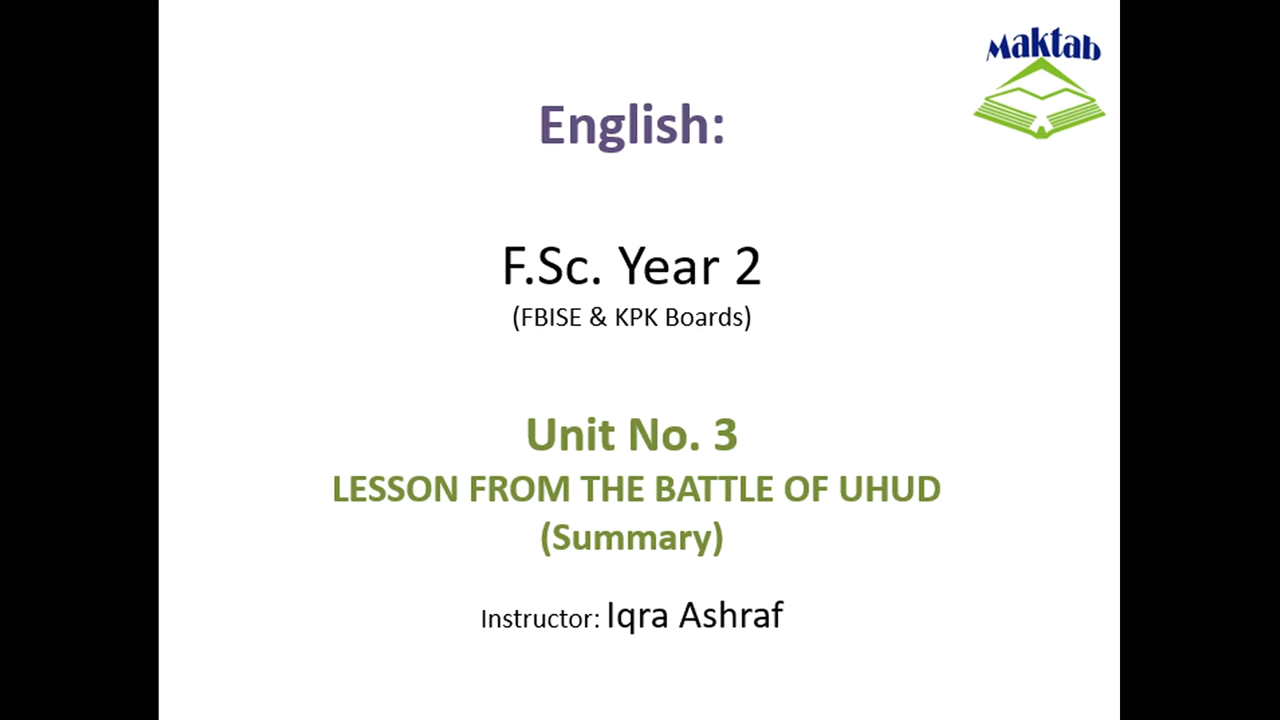 Maktab
English:
F.Sc. Year 2
(FBISE & KPK Boards)
Unit No. 3
LESSON FROM THE BATTLE OF UHUD
(Summary)
Instructor: Iqra Ashraf